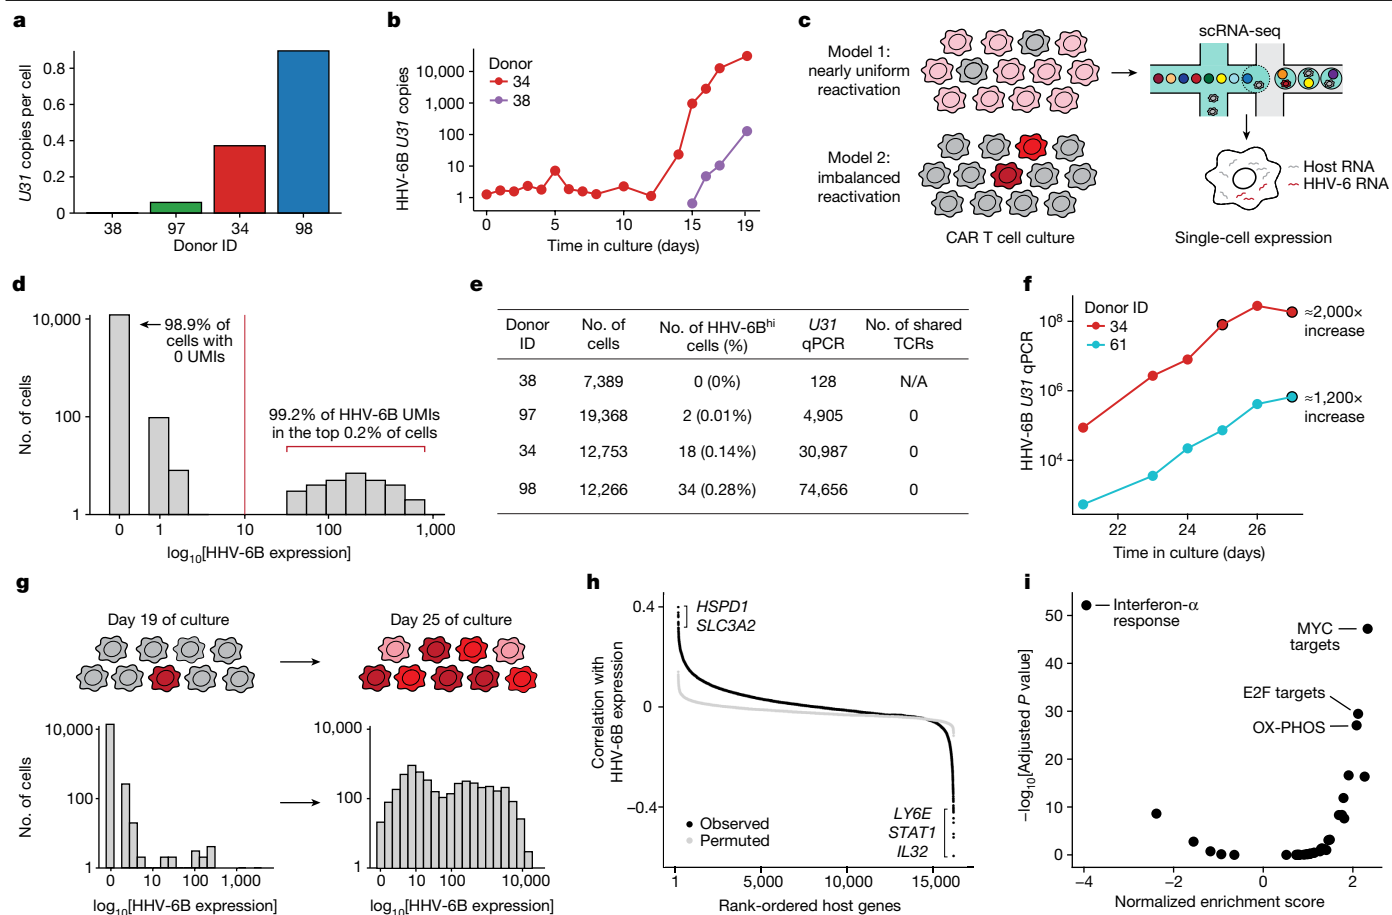 a
U31 copies per cell
0.8
0.6
0.4
0.2
0
38 97 34 98
Donor ID
b
HHV-6B U31 copies
10,000
1,000
100
10
1
Donor
34
38
0 5 10 15 19
Time in culture (days)
c
Model 1:
nearly uniform
reactivation
Model 2:
imbalanced
reactivation
CAR T cell culture
scRNA-seq
Host RNA
HHV-6 RNA
Single-cell expression
d
No. of cells
10,000
100
1
98.9% of
cells with
0 UMIs
99.2% of HHV-6B UMIs
in the top 0.2% of cells
0 1 10 100 1,000
log10[HHV-6B expression]
e
Donor ID No. of cells No. of HHV-6Bhi cells (%) U31 qPCR No. of shared TCRs
38 7,389 0 (0%) 128 N/A
97 19,368 2 (0.01%) 4,905 0
34 12,753 18 (0.14%) 30,987 0
98 12,266 34 (0.28%) 74,656 0
f
HHV-6B U31 qPCR
10^8
10^6
10^4
Donor ID
34
61
≈2,000×
increase
≈1,200×
increase
22 24 26
Time in culture (days)
g
Day 19 of culture
Day 25 of culture
No. of cells
10,000
100
1
0 10 100 1,000
log10[HHV-6B expression]
10,000
100
1
0 10 100 10,000
log10[HHV-6B expression]
h
Correlation with
HHV-6B expression
0.4
0
−0.4
HSPD1
SLC3A2
LY6E
STAT1
IL32
Observed
Permuted
1 5,000 10,000 15,000
Rank-ordered host genes
i
−log10[Adjusted P value]
50
40
30
20
10
0
Interferon-α
response
MYC
targets
E2F targets
OX-PHOS
−4 −2 0 2
Normalized enrichment score